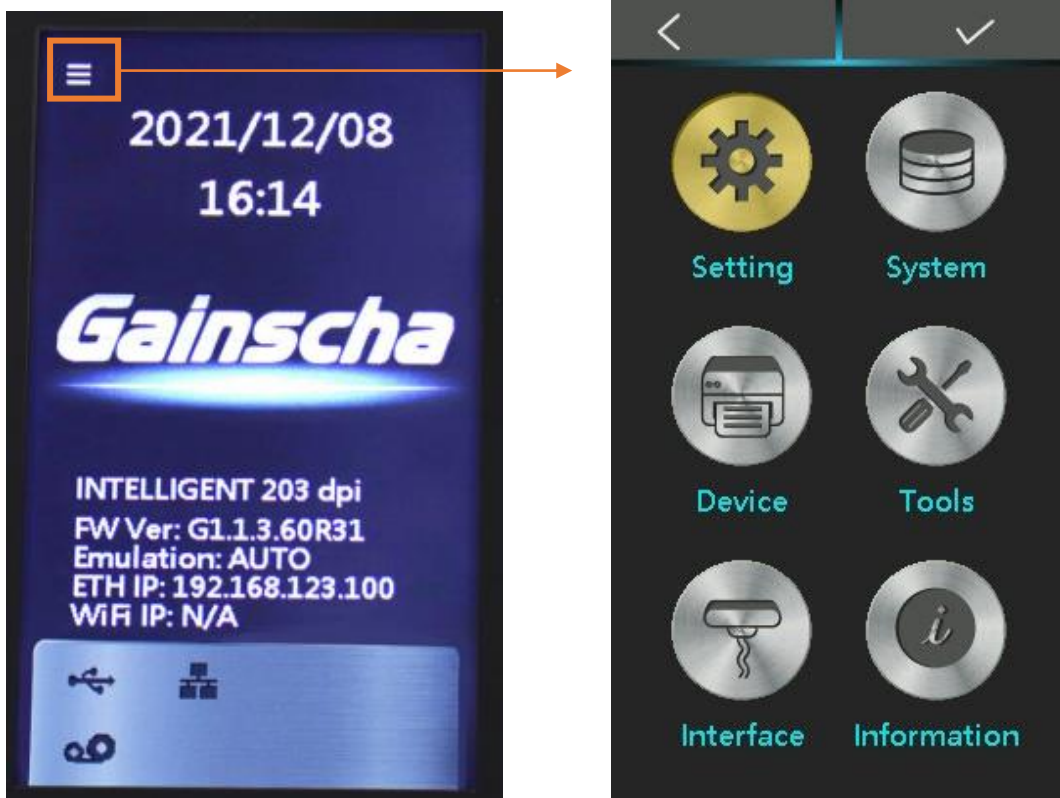 2021/12/08
16:14
Gainscha
INTELLIGENT 203 dpi
FW Ver: G1.1.3.60R31
Emulation: AUTO
ETH IP: 192.168.123.100
WiFi IP: N/A
Setting System
Device Tools
Interface Information